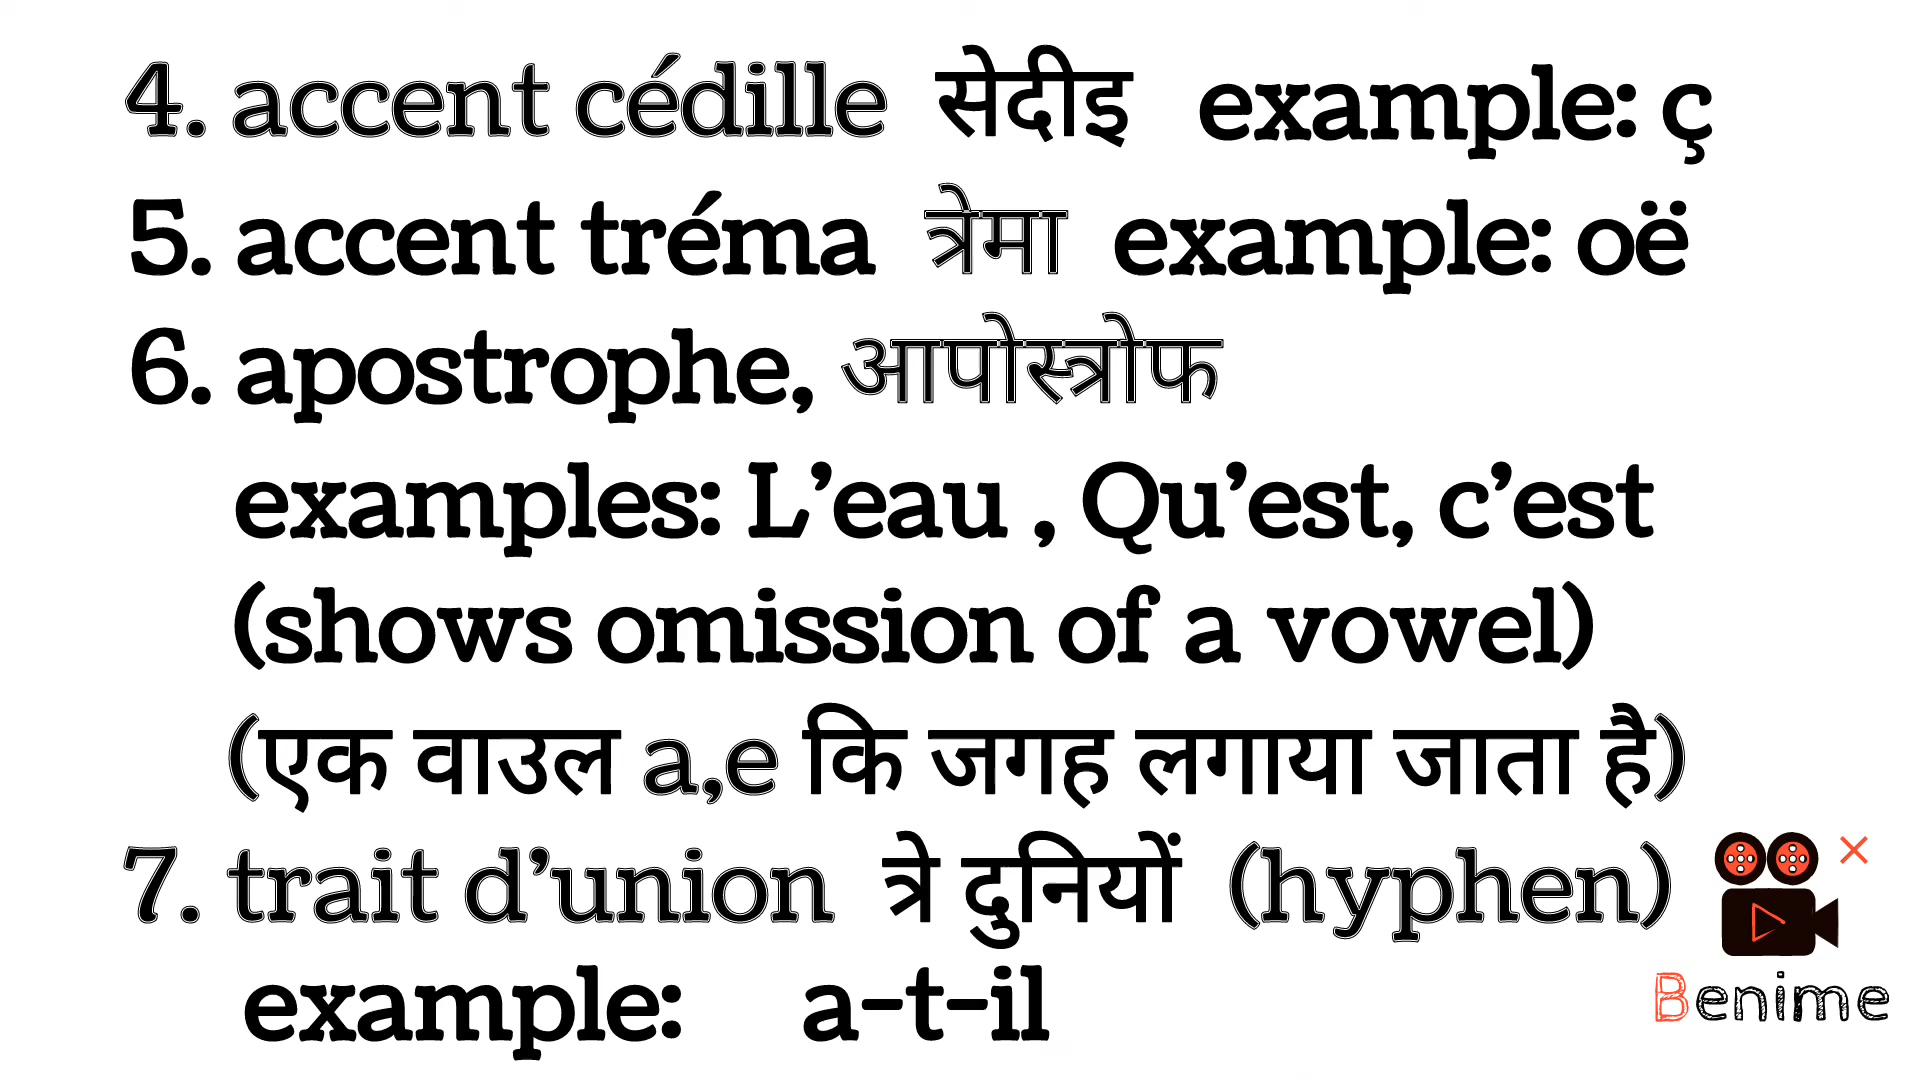 4. accent cédille सेदीइ example: ç
5. accent tréma त्रेमा example: oë
6. apostrophe, आपोस्त्रोफ
examples: L’eau , Qu’est, c’est
(shows omission of a vowel)
(एक वाउल a,e कि जगह लगाया जाता है)
7. trait d’union त्रे दुनियों (hyphen)
example: a-t-il
Benime